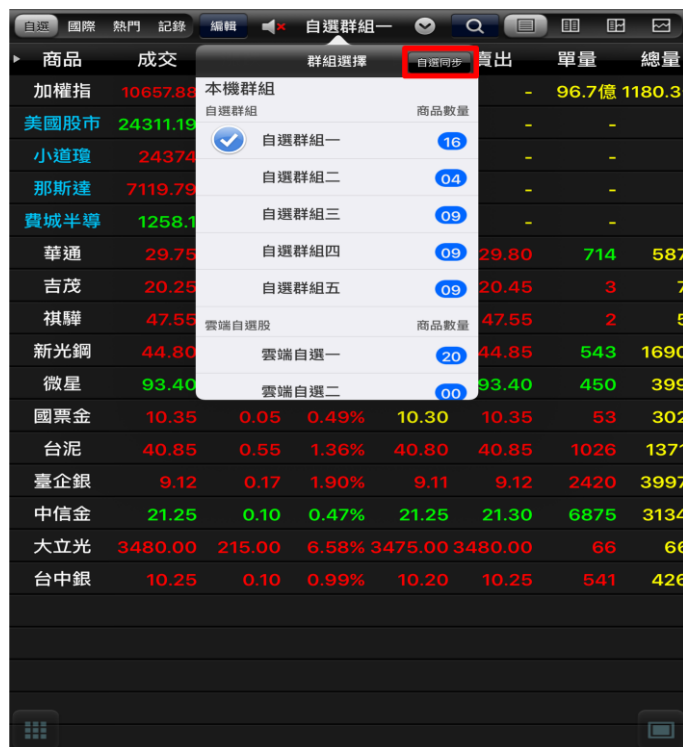 自選 國際 熱門 記錄 編輯 自選群組一
商品 成交 群組選擇 自選同步 賣出 單量 總量
加權指 10657.88 本機群組 - 96.7億 1180.3
自選群組 商品數量
美國股市 24311.19 - -
自選群組一 16
小道瓊 24374 - -
自選群組二 04
那斯達 7119.79 - -
自選群組三 09
費城半導 1258.1 - -
華通 29.75 自選群組四 09 29.80 714 587
吉茂 20.25 自選群組五 09 20.45 3
祺驊 47.55 雲端自選股 商品數量 47.55 2
新光鋼 44.80 雲端自選一 20 44.85 543 1690
微星 93.40 雲端自選二 00 93.40 450 399
國票金 10.35 0.05 0.49% 10.30 10.35 53 302
台泥 40.85 0.55 1.36% 40.80 40.85 1026 1371
臺企銀 9.12 0.17 1.90% 9.11 9.12 2420 3997
中信金 21.25 0.10 0.47% 21.25 21.30 6875 3134
大立光 3480.00 215.00 6.58% 3475.00 3480.00 66 66
台中銀 10.25 0.10 0.99% 10.20 10.25 541 426